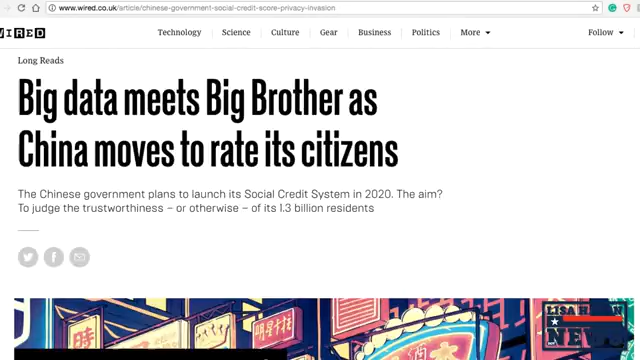 www.wired.co.uk/article/chinese-government-social-credit-score-privacy-invasion
WIRED
Technology
Science
Culture
Gear
Business
Politics
More
Follow
Long Reads
Big data meets Big Brother as
China moves to rate its citizens
The Chinese government plans to launch its Social Credit System in 2020. The aim?
To judge the trustworthiness – or otherwise – of its 1.3 billion residents
LISA
NEWS